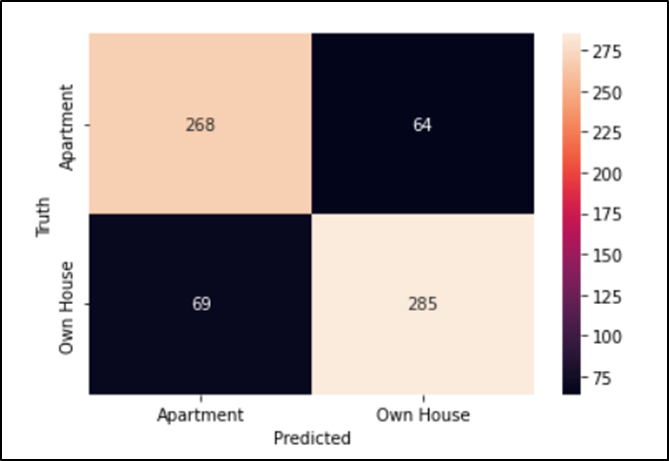 Truth
Apartment
268
64
Own House
69
285
Apartment
Own House
Predicted
275
250
225
200
175
150
125
100
75